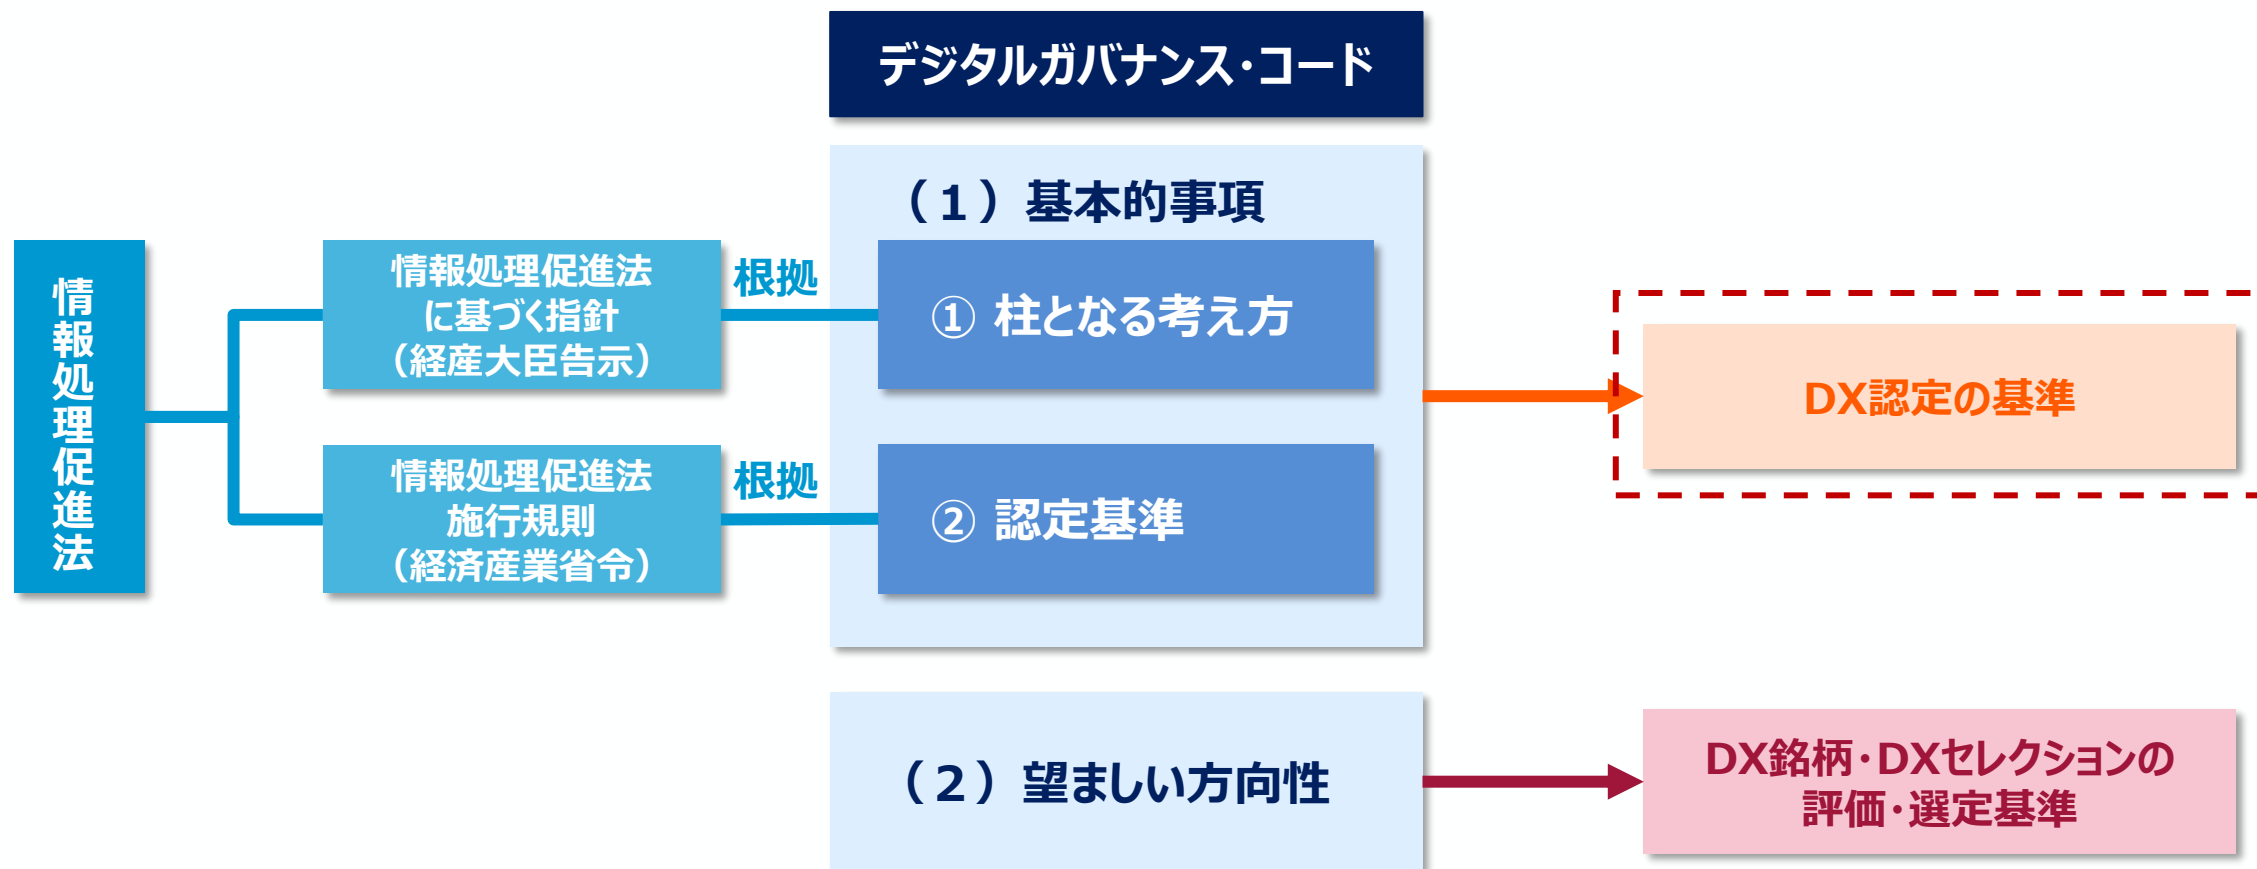 デジタルガバナンス・コード
（１）基本的事項
情報処理促進法
情報処理促進法
に基づく指針
（経産大臣告示）
根拠
① 柱となる考え方
DX認定の基準
情報処理促進法
施行規則
（経済産業省令）
根拠
② 認定基準
（２）望ましい方向性
DX銘柄・DXセレクションの
評価・選定基準